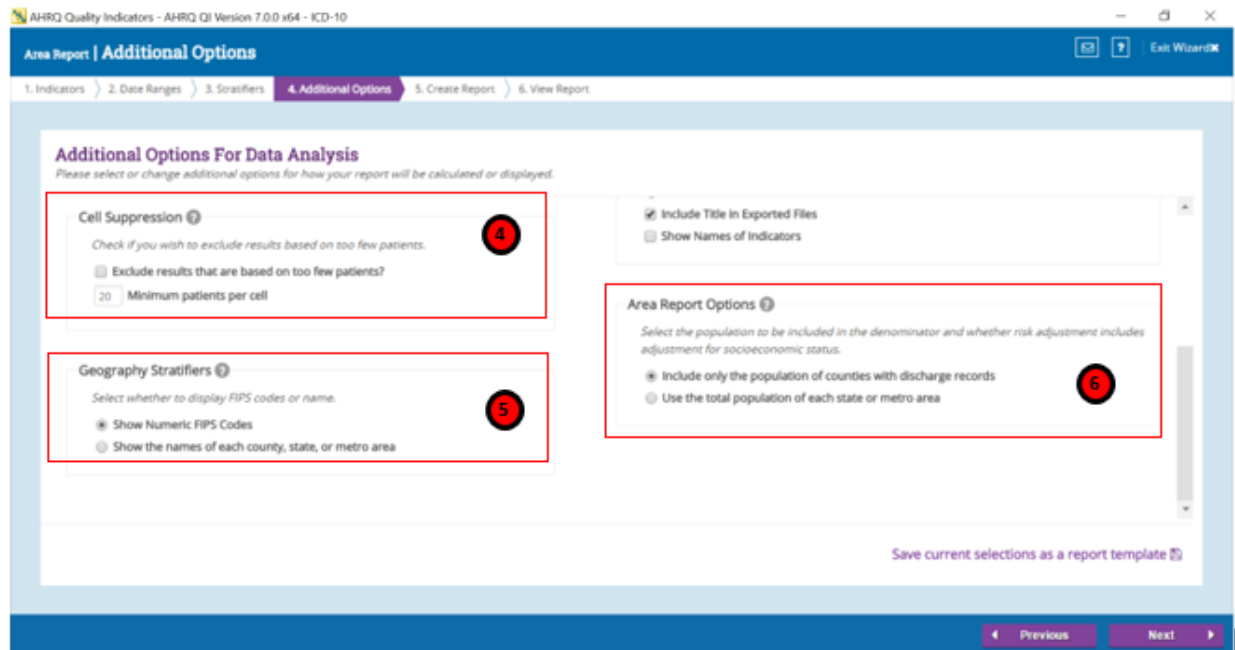 AHRQ Quality Indicators - AHRQ QI Version 7.0.0 x64 - ICD-10
Area Report | Additional Options
? Exit Wizard
1. Indicators 2. Date Ranges 3. Stratifiers 4. Additional Options 5. Create Report 6. View Report
Additional Options For Data Analysis
Please select or change additional options for how your report will be calculated or displayed.
Cell Suppression ?
4
Check if you wish to exclude results based on too few patients.
Exclude results that are based on too few patients?
20 Minimum patients per cell
Geography Stratifiers ?
5
Select whether to display FIPS codes or name.
Show Numeric FIPS Codes
Show the names of each county, state, or metro area
Include Title in Exported Files
Show Names of Indicators
Area Report Options ?
Select the population to be included in the denominator and whether risk adjustment includes
adjustment for socioeconomic status.
Include only the population of counties with discharge records
6
Use the total population of each state or metro area
Save current selections as a report template
Previous Next